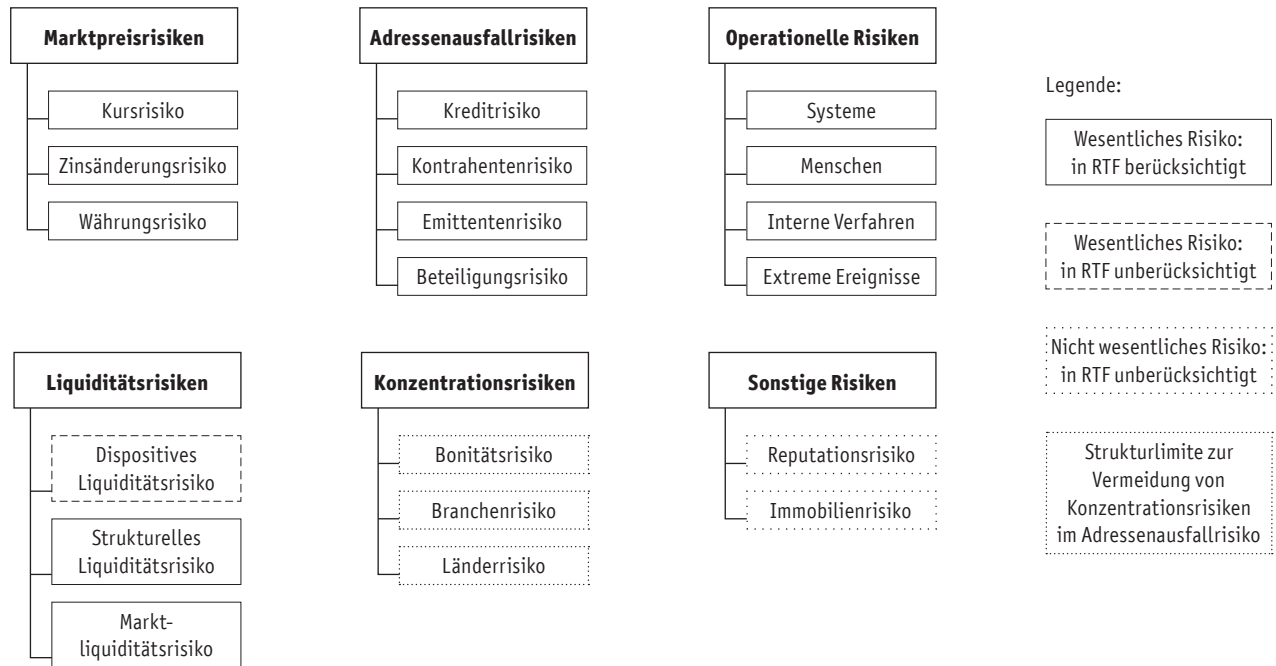 Marktpreisrisiken
Kursrisiko
Zinsänderungsrisiko
Währungsrisiko
Adressenausfallrisiken
Kreditrisiko
Kontrahentenrisiko
Emittentenrisiko
Beteiligungsrisiko
Operationelle Risiken
Systeme
Menschen
Interne Verfahren
Extreme Ereignisse
Liquiditätsrisiken
Dispositives
Liquiditätsrisiko
Strukturelles
Liquiditätsrisiko
Markt-
liquiditätsrisiko
Konzentrationsrisiken
Bonitätsrisiko
Branchenrisiko
Länderrisiko
Sonstige Risiken
Reputationsrisiko
Immobilienrisiko
Legende:
Wesentliches Risiko:
in RTF berücksichtigt
Wesentliches Risiko:
in RTF unberücksichtigt
Nicht wesentliches Risiko:
in RTF unberücksichtigt
Strukturlimite zur
Vermeidung von
Konzentrationsrisiken
im Adressenausfallrisiko